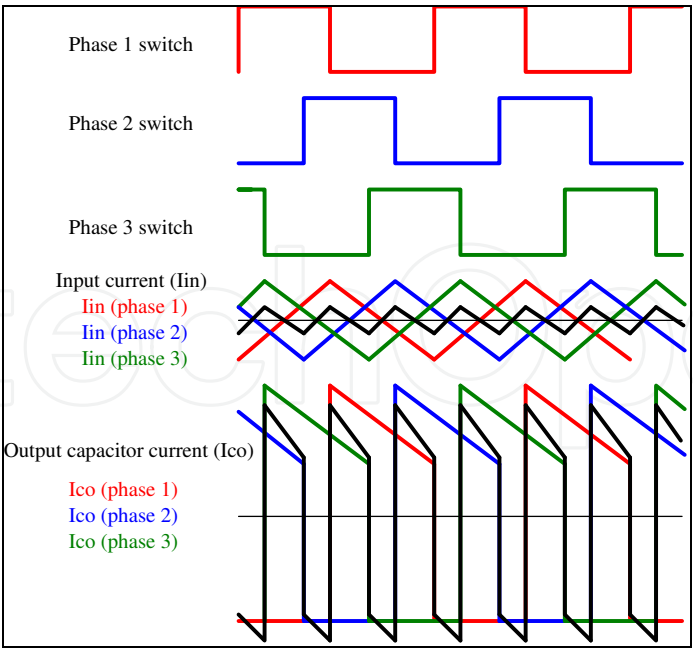 Phase 1 switch
Phase 2 switch
Phase 3 switch
Input current (Iin)
Iin (phase 1)
Iin (phase 2)
Iin (phase 3)
Output capacitor current (Ico)
Ico (phase 1)
Ico (phase 2)
Ico (phase 3)